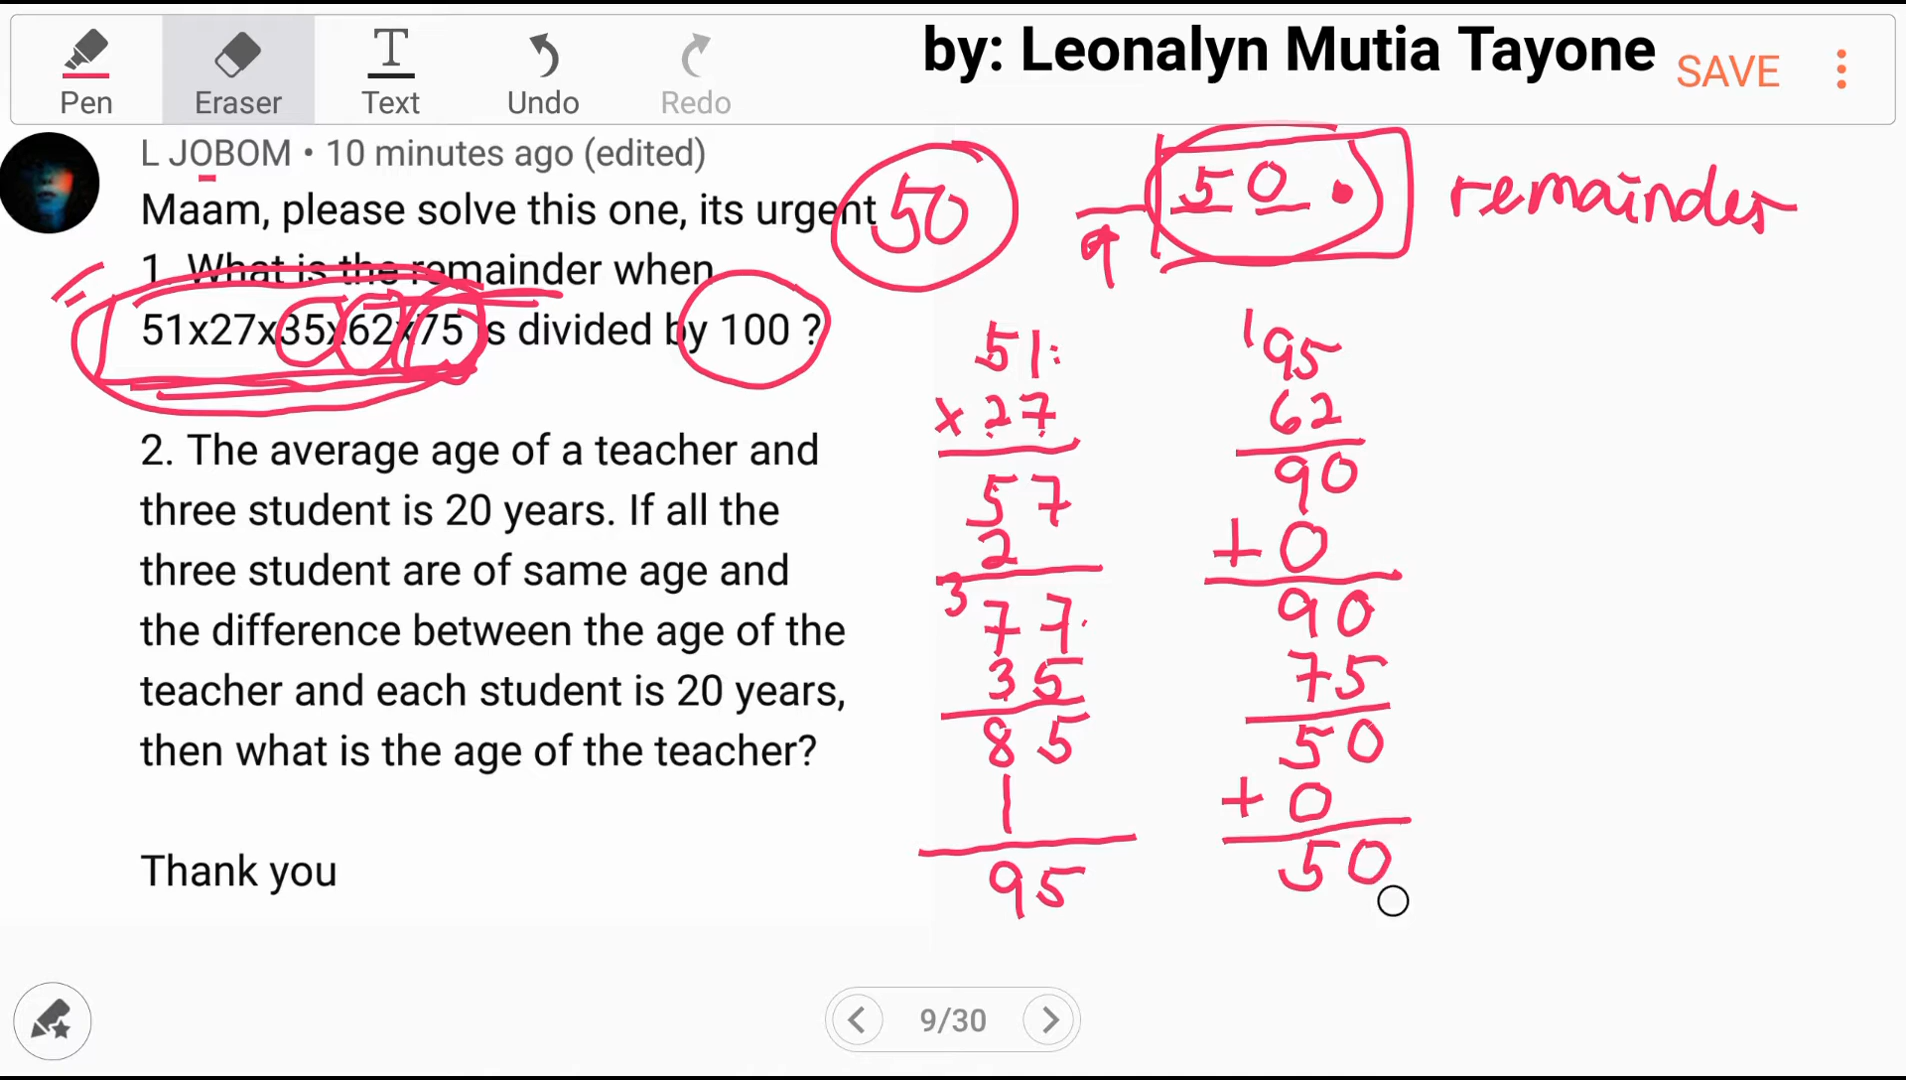 by: Leonalyn Mutia Tayone
Pen
Eraser
Text
Undo
Redo
SAVE
L JOBOM • 10 minutes ago (edited)
Maam, please solve this one, its urgent
1. What is the remainder when
51x27x35x62x75 is divided by 100 ?
2. The average age of a teacher and
three student is 20 years. If all the
three student are of same age and
the difference between the age of the
teacher and each student is 20 years,
then what is the age of the teacher?
Thank you
50
50
remainder
9
51
x 27
57
2
3
77
35
85
1
95
1
95
62
90
+ 0
90
75
50
+ 0
50
9/30